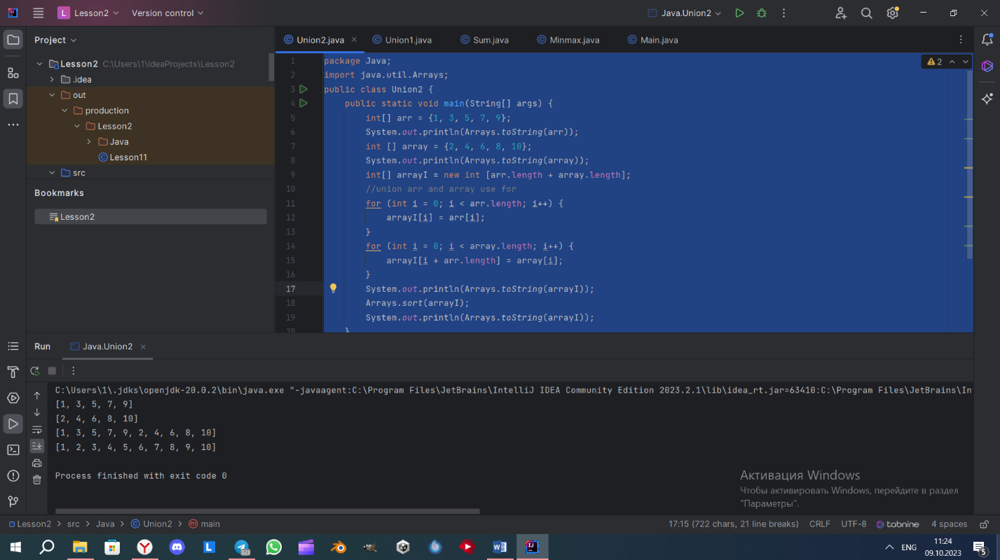 L Lesson2 Version control Java.Union2
Project
Union2.java Union1.java Sum.java Minmax.java Main.java
Lesson2 C:\Users\1\IdeaProjects\Lesson2
.idea
out
production
Lesson2
Java
Lesson11
src
Bookmarks
Lesson2
2
1 package Java;
2 import java.util.Arrays;
3 public class Union2 {
4 public static void main(String[] args) {
5 int[] arr = {1, 3, 5, 7, 9};
6 System.out.println(Arrays.toString(arr));
7 int [] array = {2, 4, 6, 8, 10};
8 System.out.println(Arrays.toString(array));
9 int[] arrayI = new int [arr.length + array.length];
10 //union arr and array use for
11 for (int i = 0; i < arr.length; i++) {
12 arrayI[i] = arr[i];
13 }
14 for (int i = 0; i < array.length; i++) {
15 arrayI[i + arr.length] = array[i];
16 }
17 System.out.println(Arrays.toString(arrayI));
18 Arrays.sort(arrayI);
19 System.out.println(Arrays.toString(arrayI));
20 }
Run Java.Union2
C:\Users\1\.jdks\openjdk-20.0.2\bin\java.exe "-javaagent:C:\Program Files\JetBrains\IntelliJ IDEA Community Edition 2023.2.1\lib\idea_rt.jar=63410:C:\Program Files\JetBrains\Int
[1, 3, 5, 7, 9]
[2, 4, 6, 8, 10]
[1, 3, 5, 7, 9, 2, 4, 6, 8, 10]
[1, 2, 3, 4, 5, 6, 7, 8, 9, 10]
Process finished with exit code 0
Активация Windows
Чтобы активировать Windows, перейдите в раздел
"Параметры".
Lesson2 > src > Java > Union2 > main 17:15 (722 chars, 21 line breaks) CRLF UTF-8 tabnine 4 spaces
323 ENG 11:24
09.10.2023 5